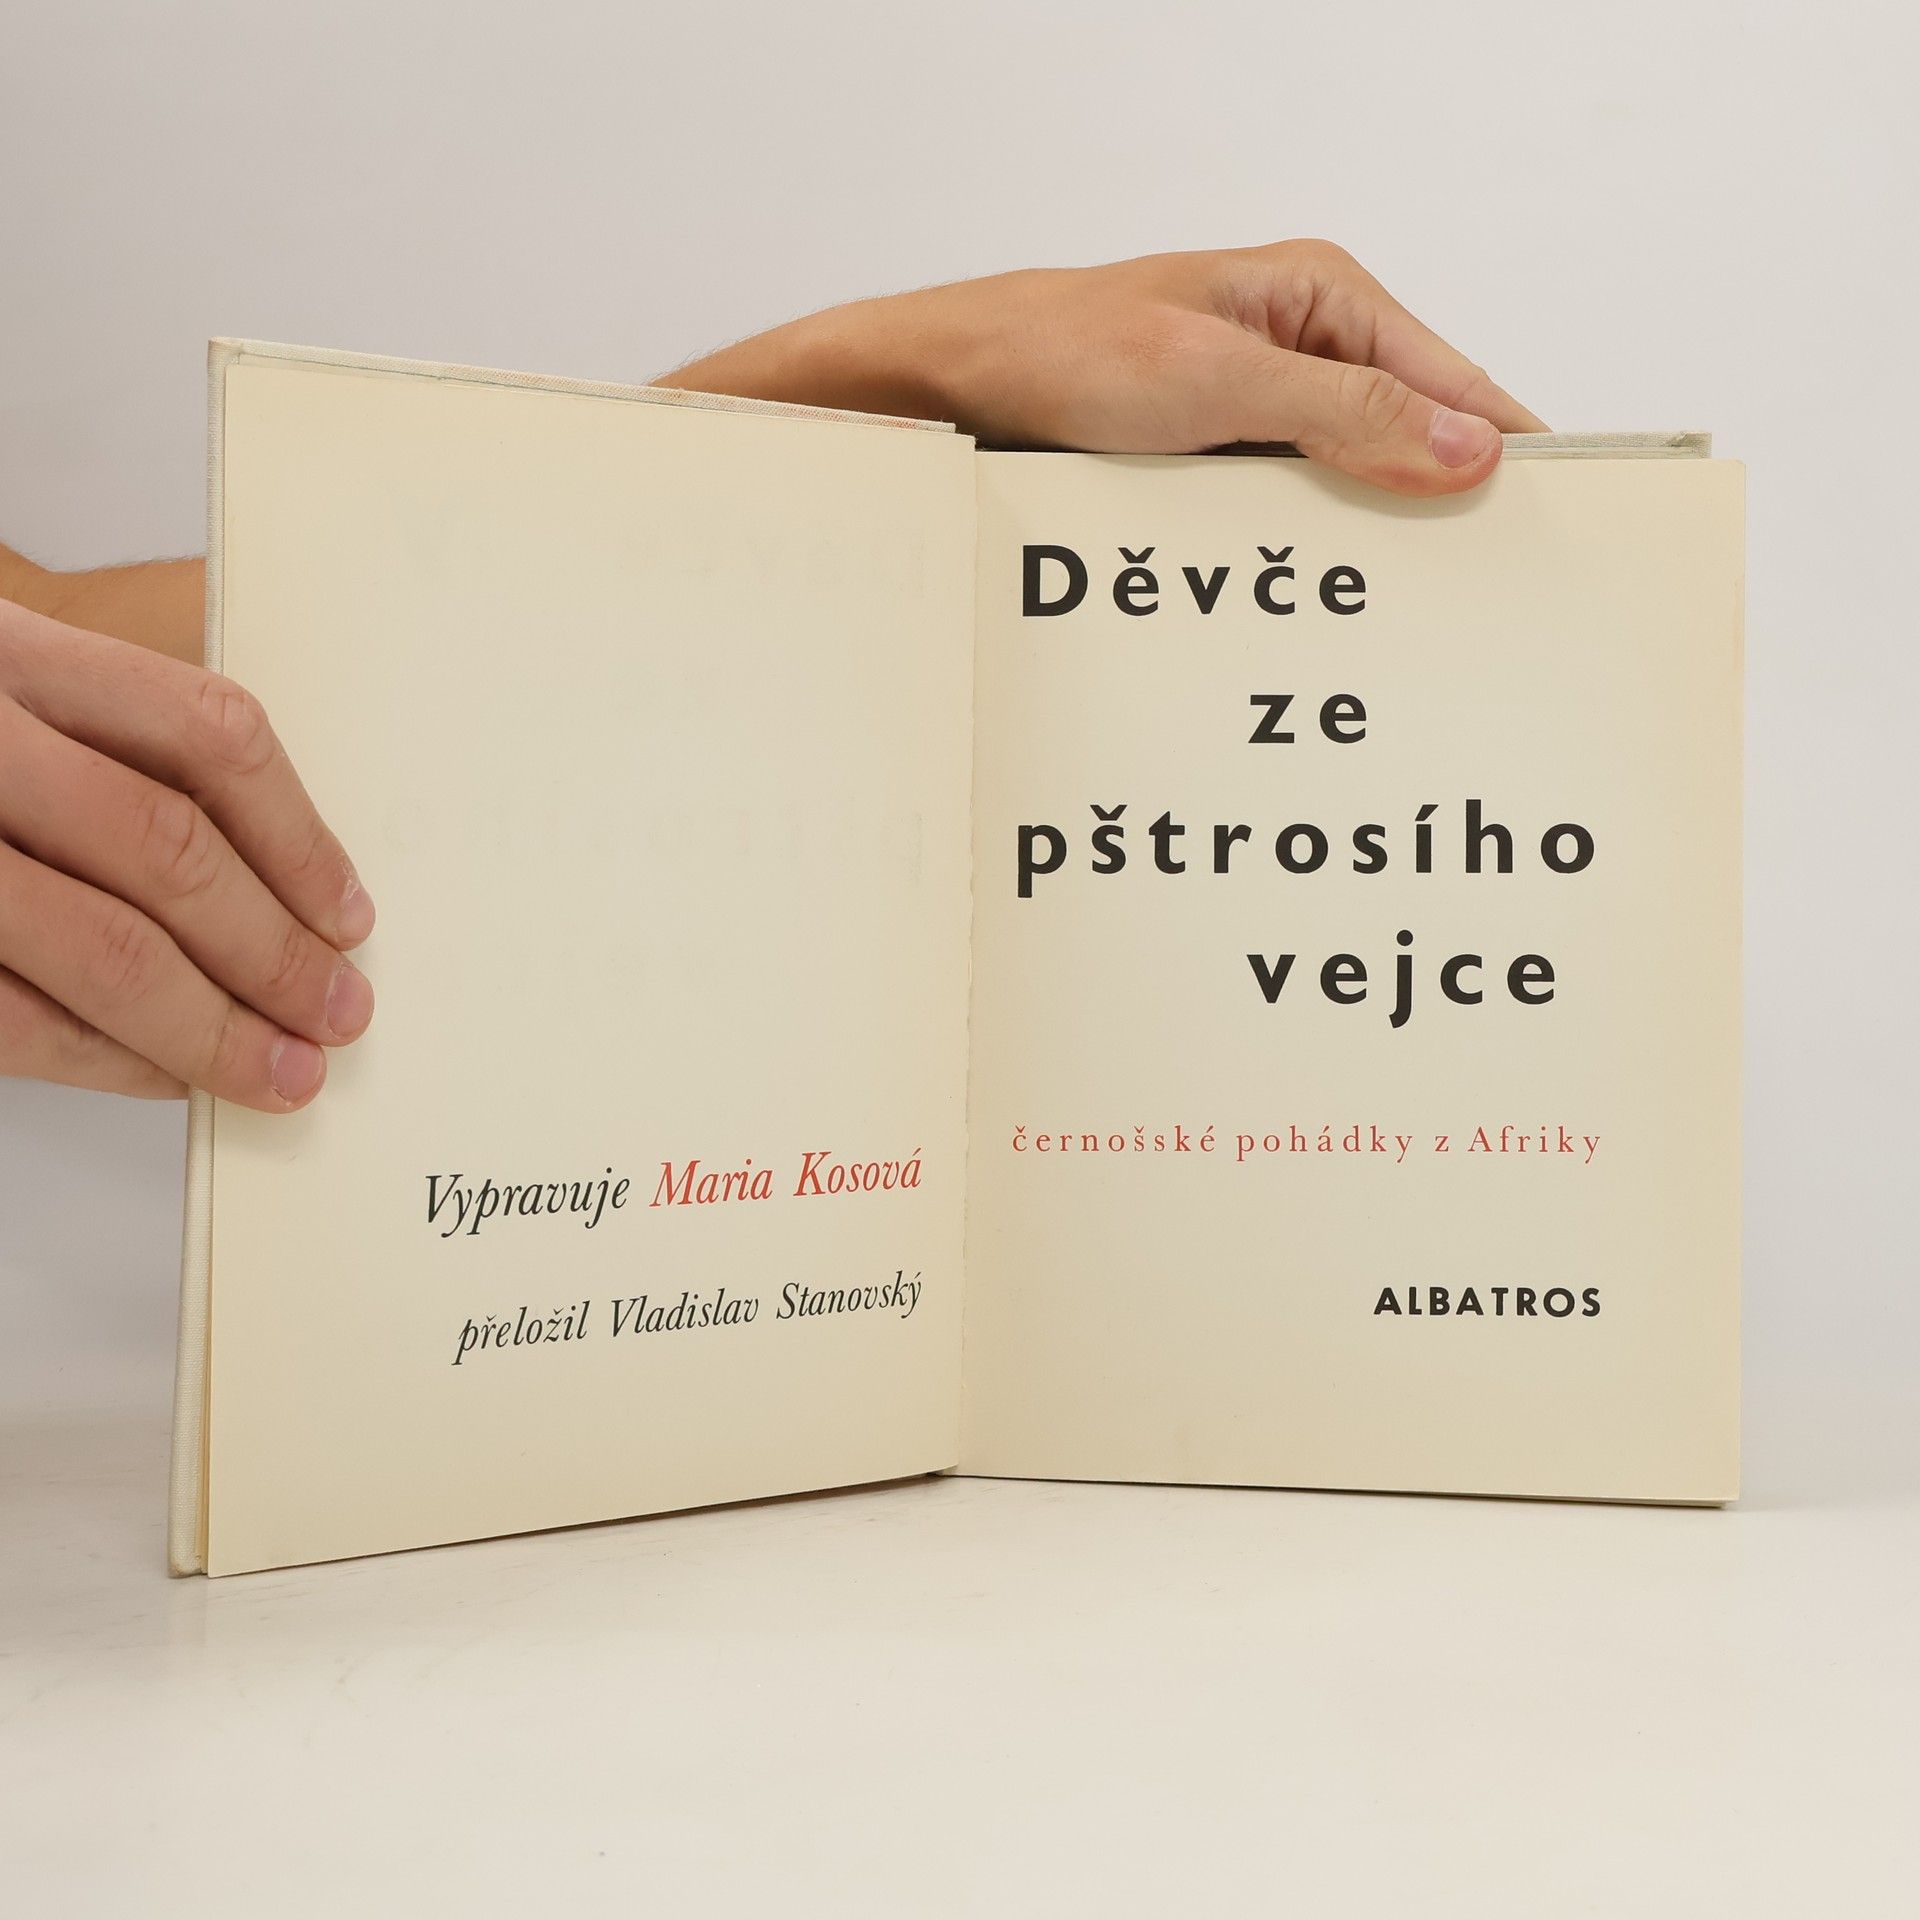 Vypravuje Maria Kosová
přeložil Vladislav Stanovský
Děvče
ze
pštrosího
vejce
černošské pohádky z Afriky
ALBATROS